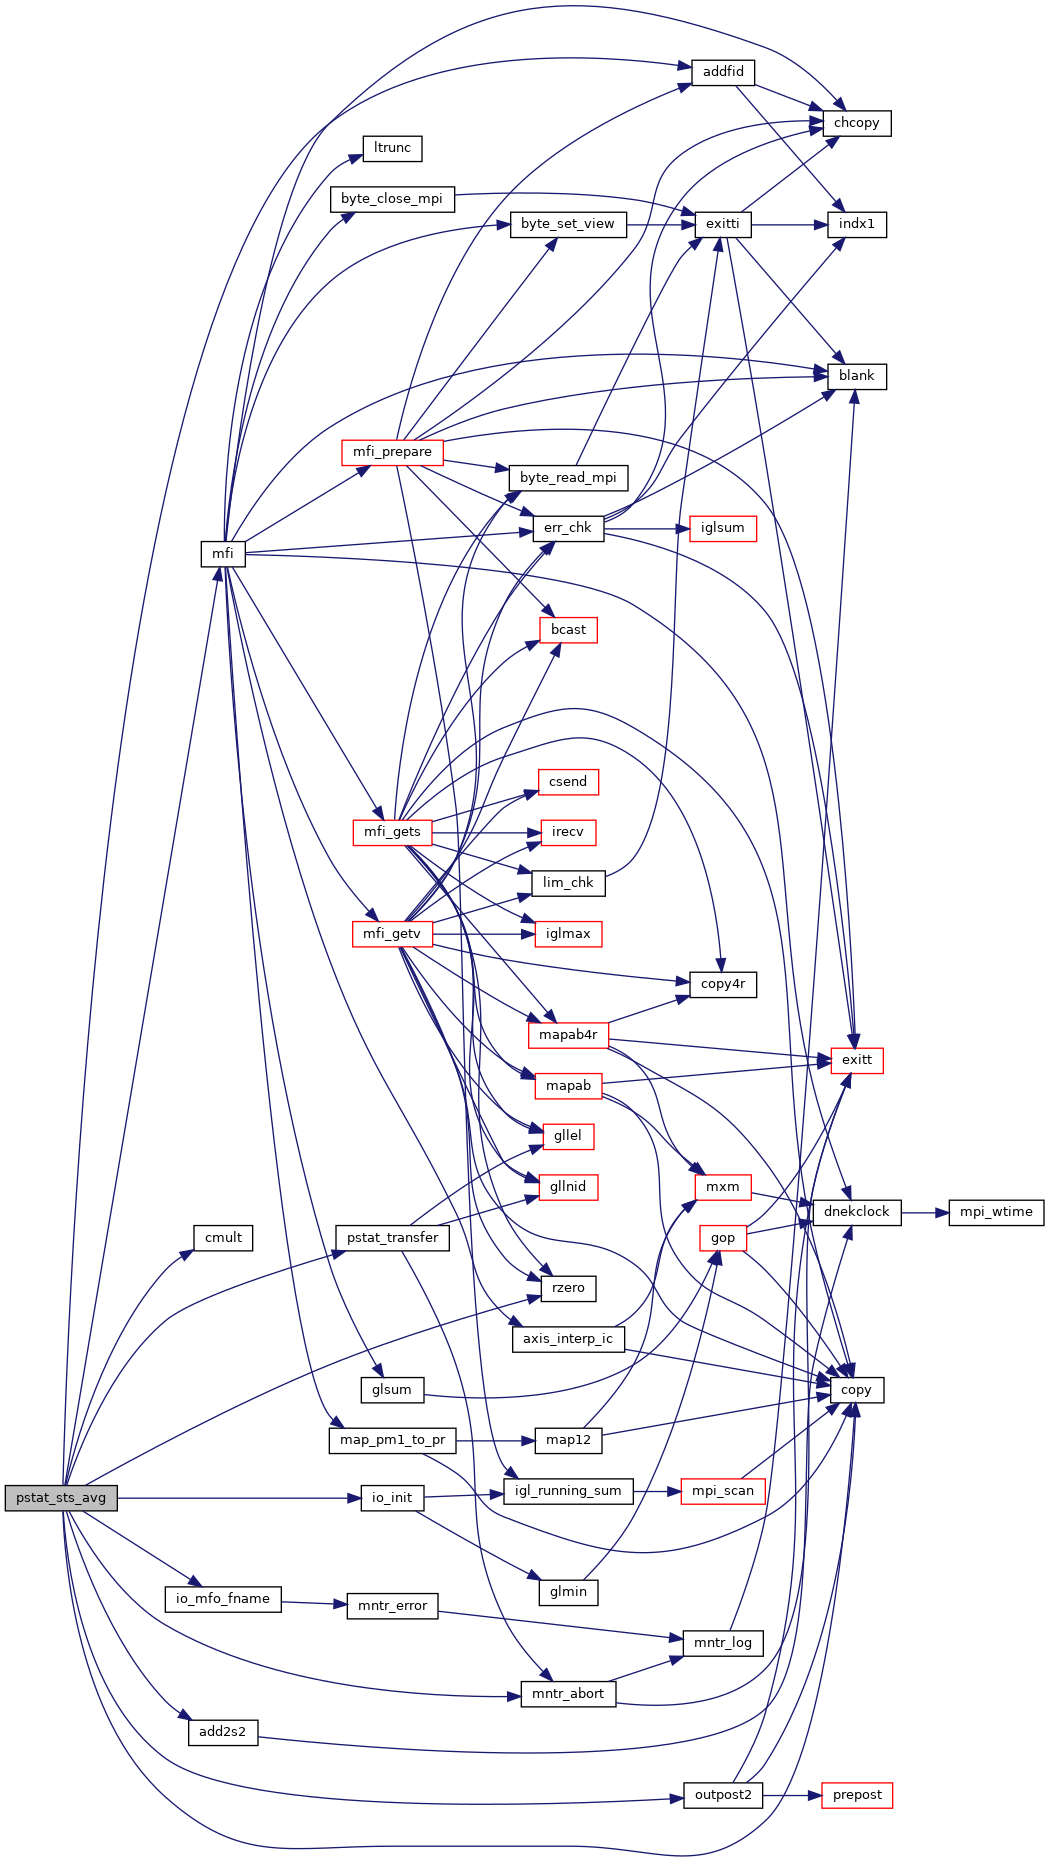 addfid
chcopy
ltrunc
byte_close_mpi
byte_set_view
exitti
indx1
blank
mfi_prepare
byte_read_mpi
err_chk
iglsum
mfi
bcast
csend
mfi_gets
irecv
lim_chk
mfi_getv
iglmax
copy4r
mapab4r
exitt
mapab
gllel
gllnid
mxm
dnekclock
mpi_wtime
cmult
pstat_transfer
gop
rzero
axis_interp_ic
glsum
copy
map_pm1_to_pr
map12
pstat_sts_avg
io_init
igl_running_sum
mpi_scan
io_mfo_fname
mntr_error
glmin
mntr_log
mntr_abort
add2s2
outpost2
prepost